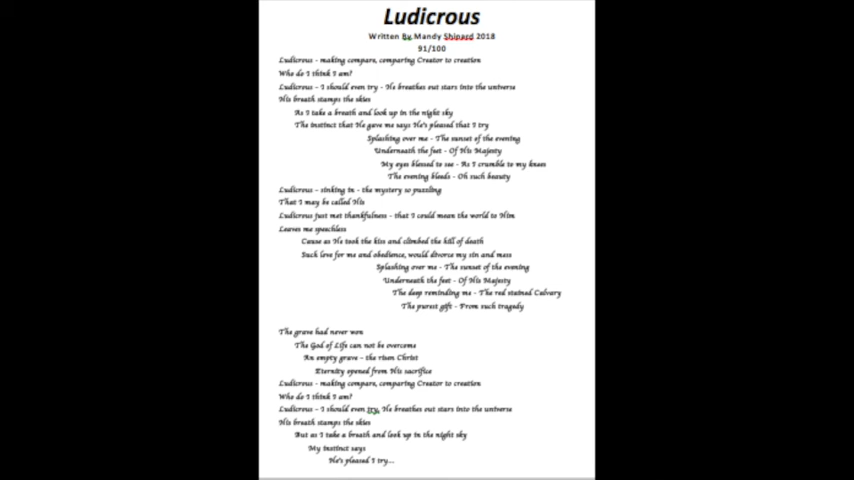 Ludicrous
Written By Mandy Shipard 2018
91/100
Ludicrous - making compare, comparing Creator to creation
Who do I think I am?
Ludicrous - I should even try - He breathes out stars into the universe
His breath stamps the skies
As I take a breath and look up in the night sky
The instinct that He gave me says He's pleased that I try
Splashing over me - The sunset of the evening
Underneath the feet - Of His Majesty
My eyes blessed to see - As I crumble to my knees
The evening bleeds - Oh such beauty
Ludicrous - sinking in - the mystery so puzzling
That I may be called His
Ludicrous just met thankfulness - that I could mean the world to Him
Leaves me speechless
Cause as He took the kiss and climbed the hill of death
Such love for me and obedience, would divorce my sin and mess
Splashing over me - The sunset of the evening
Underneath the feet - Of His Majesty
The deep reminding me - The red stained Calvary
The purest gift - From such tragedy
The grave had never won
The God of Life can not be overcome
An empty grave - the risen Christ
Eternity opened from His sacrifice
Ludicrous - making compare, comparing Creator to creation
Who do I think I am?
Ludicrous - I should even try, He breathes out stars into the universe
His breath stamps the skies
But as I take a breath and look up in the night sky
My instinct says
He's pleased I try...